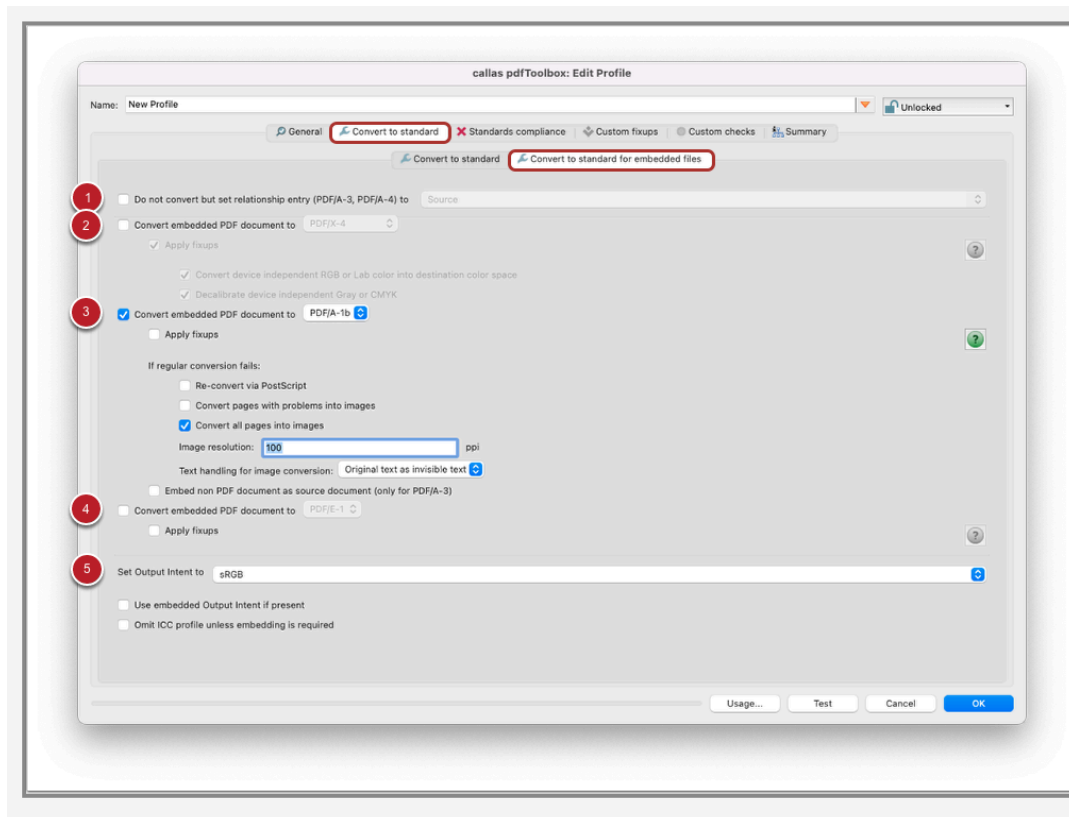 callas pdfToolbox: Edit Profile
Name: New Profile Unlocked
General Convert to standard Standards compliance Custom fixups Custom checks Summary
Convert to standard Convert to standard for embedded files
1 Do not convert but set relationship entry (PDF/A-3, PDF/A-4) to Source
2 Convert embedded PDF document to PDF/X-4
Apply fixups ?
Convert device independent RGB or Lab color into destination color space
Decalibrate device independent Gray or CMYK
3 Convert embedded PDF document to PDF/A-1b
Apply fixups ?
If regular conversion fails:
Re-convert via PostScript
Convert pages with problems into images
Convert all pages into images
Image resolution: 100 ppi
Text handling for image conversion: Original text as invisible text
Embed non PDF document as source document (only for PDF/A-3)
4 Convert embedded PDF document to PDF/E-1
Apply fixups ?
5 Set Output Intent to sRGB
Use embedded Output Intent if present
Omit ICC profile unless embedding is required
Usage... Test Cancel OK